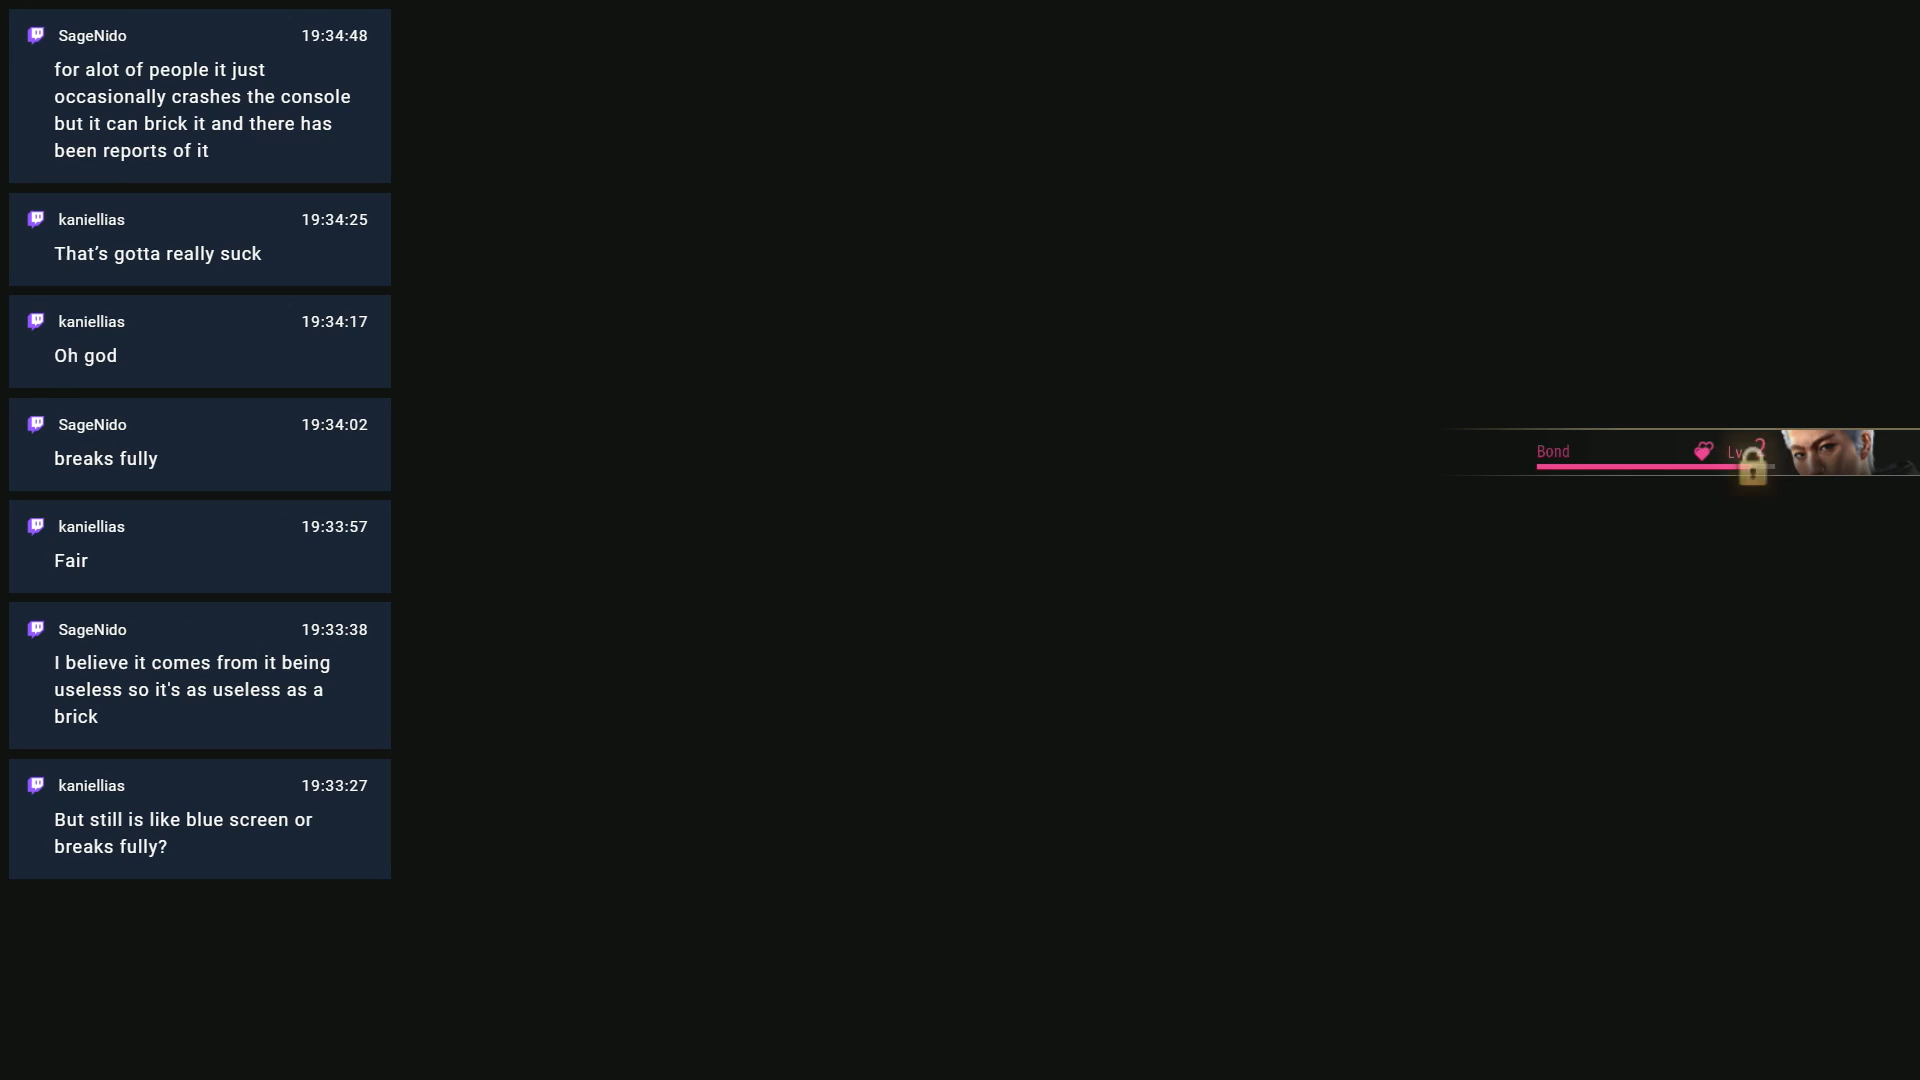 SageNido 19:34:48
for alot of people it just
occasionally crashes the console
but it can brick it and there has
been reports of it
kaniellias 19:34:25
That’s gotta really suck
kaniellias 19:34:17
Oh god
SageNido 19:34:02
breaks fully
kaniellias 19:33:57
Fair
SageNido 19:33:38
I believe it comes from it being
useless so it's as useless as a
brick
kaniellias 19:33:27
But still is like blue screen or
breaks fully?
Bond Lv